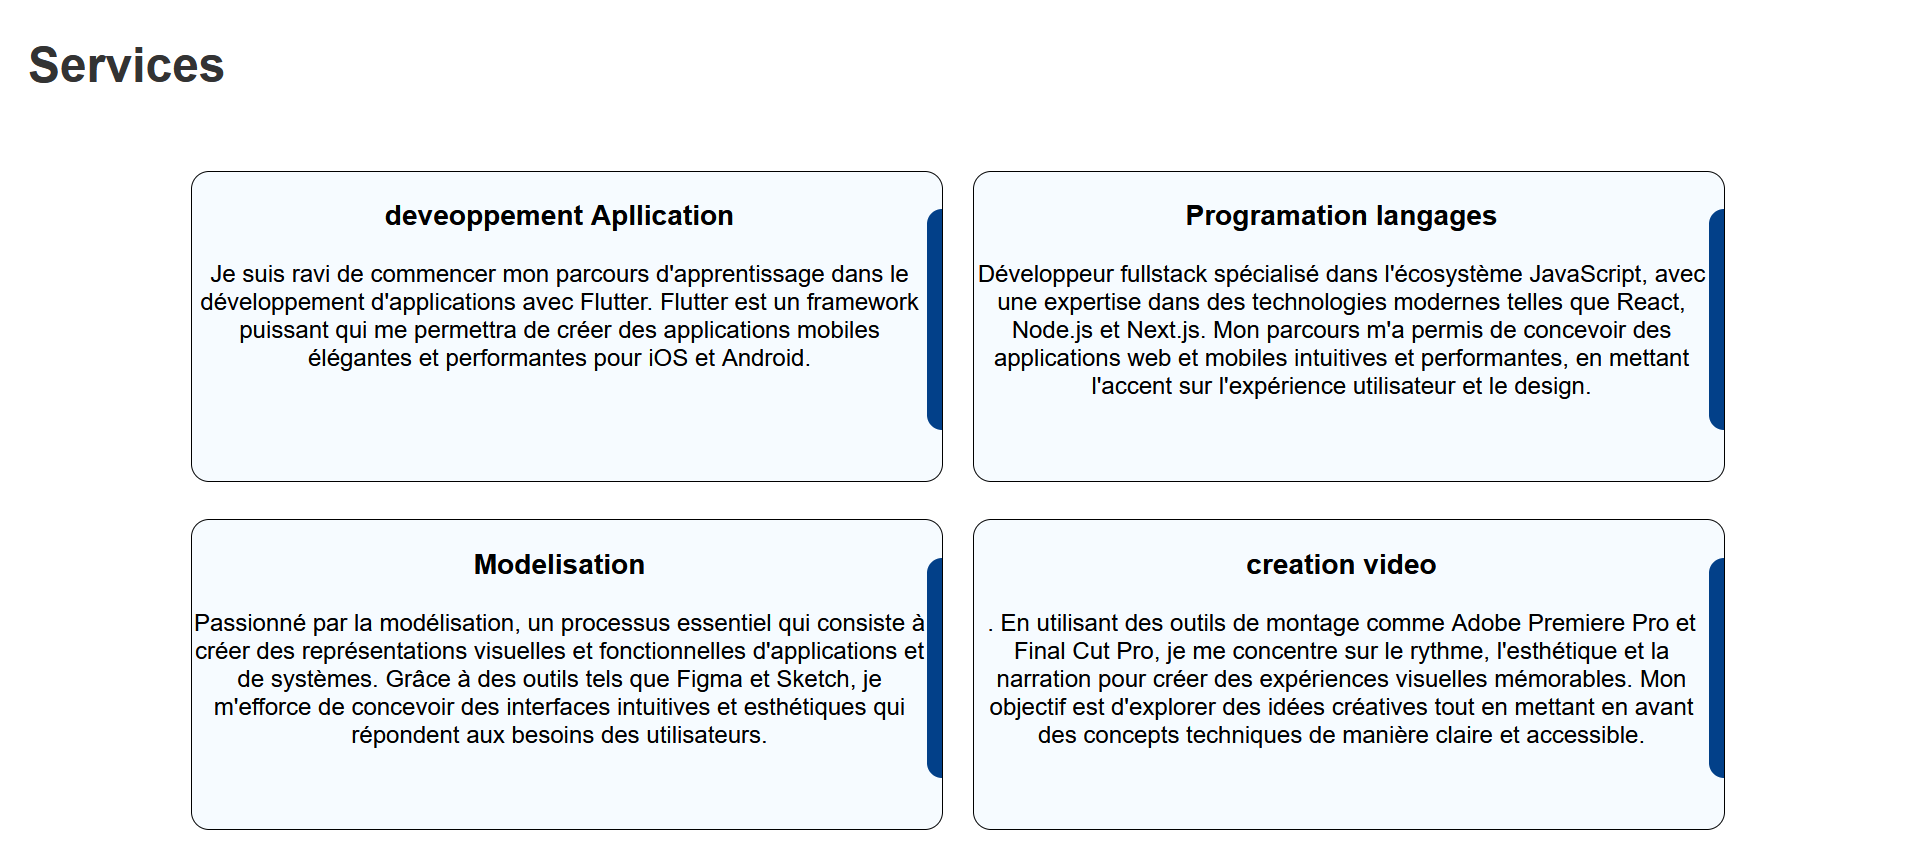 Services
deveoppement Apllication
Je suis ravi de commencer mon parcours d'apprentissage dans le
développement d'applications avec Flutter. Flutter est un framework
puissant qui me permettra de créer des applications mobiles
élégantes et performantes pour iOS et Android.
Programation langages
Développeur fullstack spécialisé dans l'écosystème JavaScript, avec
une expertise dans des technologies modernes telles que React,
Node.js et Next.js. Mon parcours m'a permis de concevoir des
applications web et mobiles intuitives et performantes, en mettant
l'accent sur l'expérience utilisateur et le design.
Modelisation
Passionné par la modélisation, un processus essentiel qui consiste à
créer des représentations visuelles et fonctionnelles d'applications et
de systèmes. Grâce à des outils tels que Figma et Sketch, je
m'efforce de concevoir des interfaces intuitives et esthétiques qui
répondent aux besoins des utilisateurs.
creation video
. En utilisant des outils de montage comme Adobe Premiere Pro et
Final Cut Pro, je me concentre sur le rythme, l'esthétique et la
narration pour créer des expériences visuelles mémorables. Mon
objectif est d'explorer des idées créatives tout en mettant en avant
des concepts techniques de manière claire et accessible.